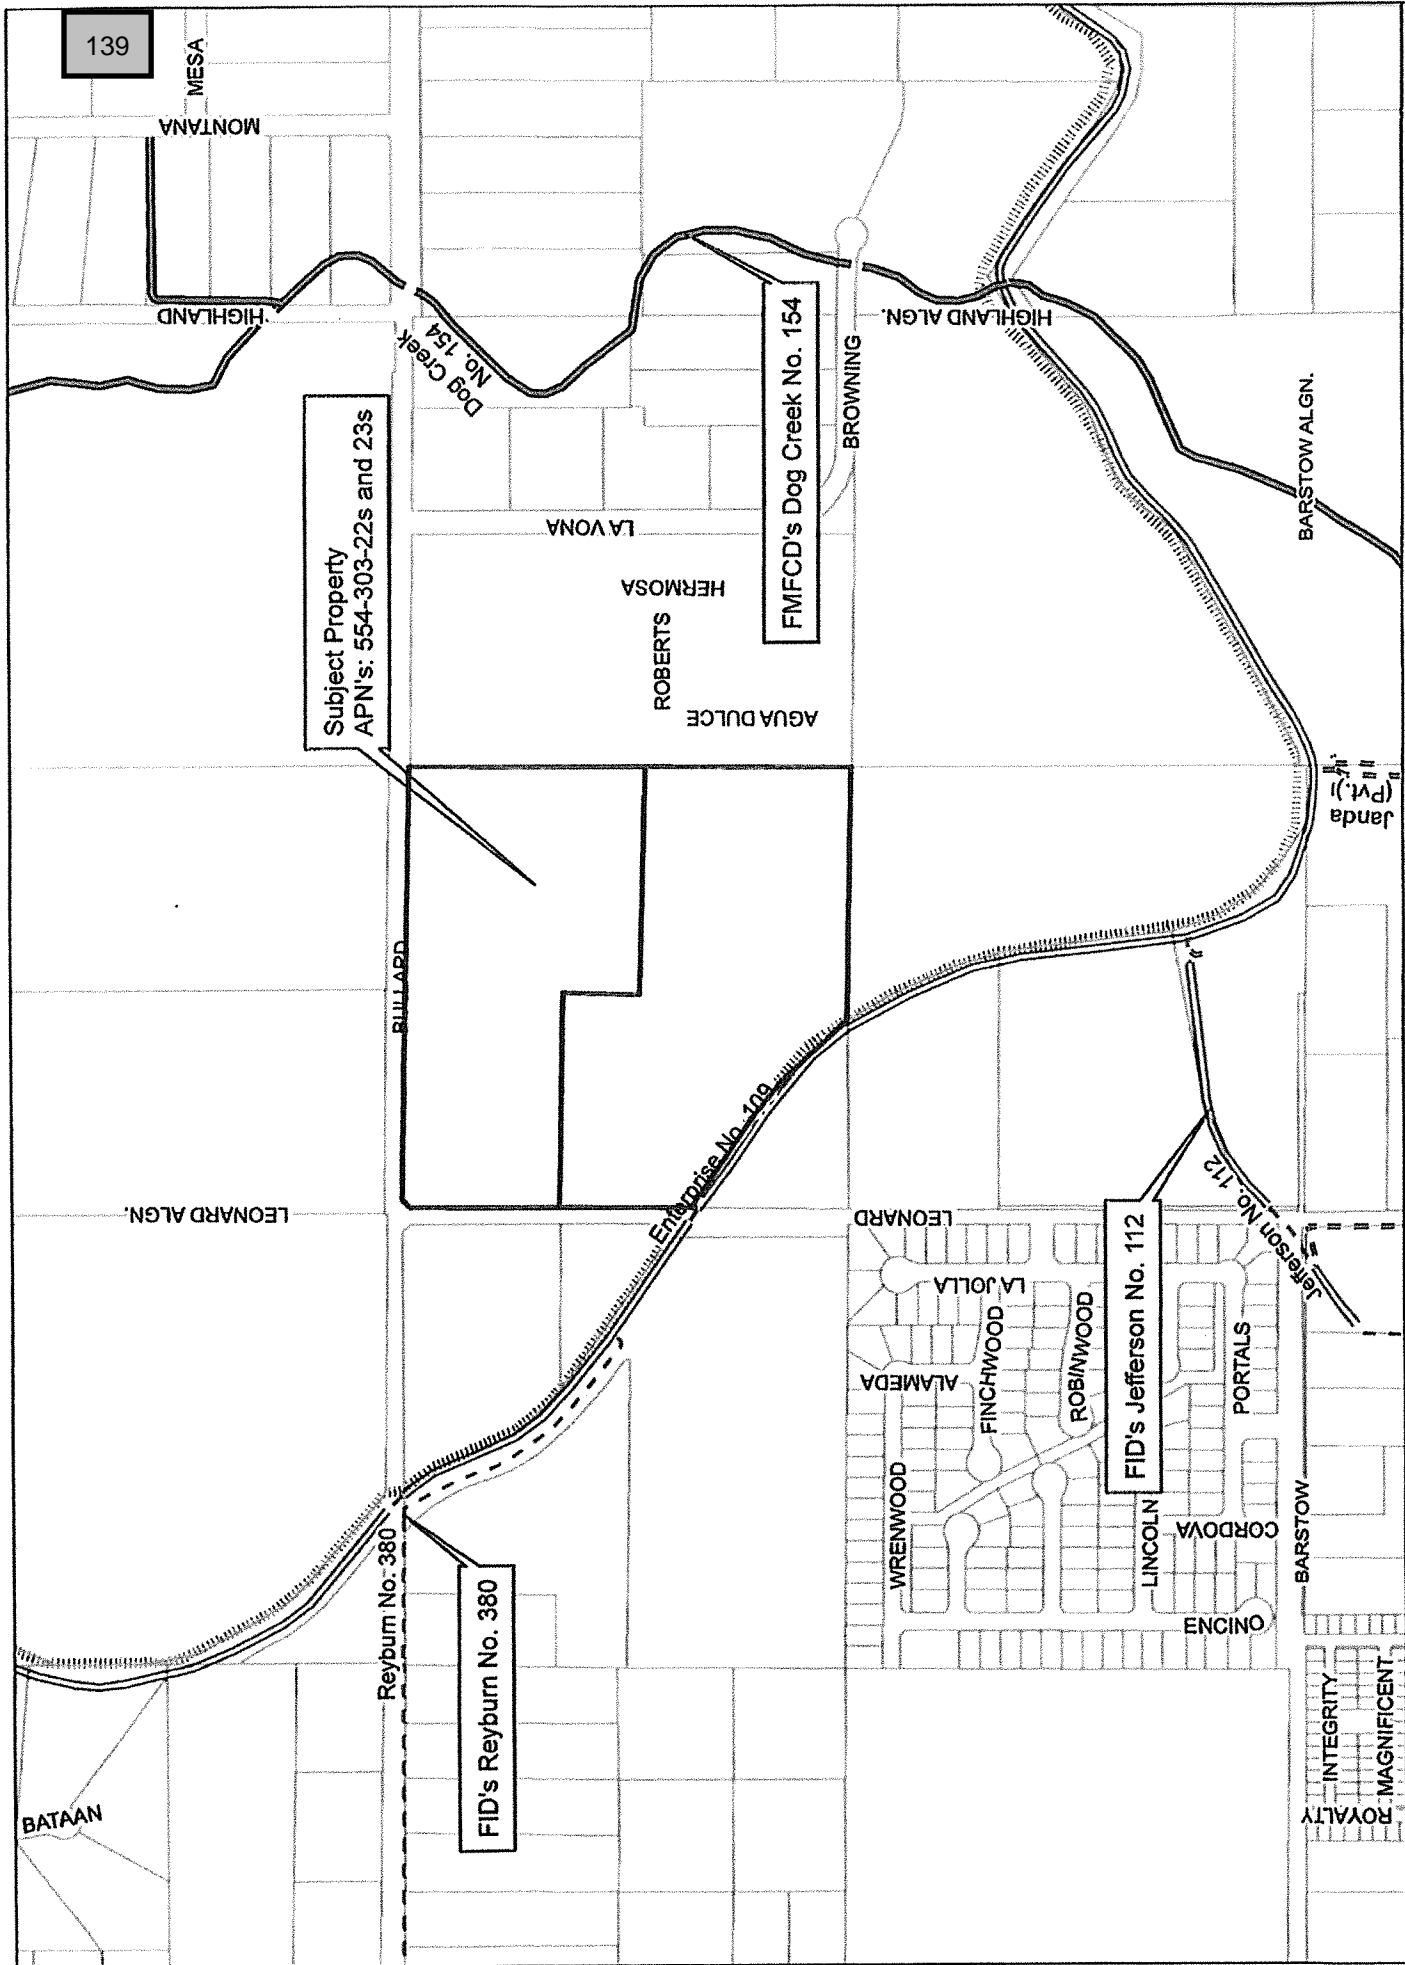 139
MESA
MONTANA
HIGHLAND
Dog Creek
No. 154
Subject Property
APN's: 554-303-22s and 23s
FMFCD's Dog Creek No. 154
BROWNING
HIGHLAND ALGN.
BARSTOW ALGN.
LA VONA
HERMOSA
ROBERTS
AGUA DULCE
Janda
(Pvt.)
BULLARD
LEONARD ALGN.
Enterprise No. 109
LEONARD
LA JOLLA
FINCHWOOD
ROBINWOOD
ALAMEDA
PORTALS
FID's Jefferson No. 112
Jefferson No. 112
WRENWOOD
LINCOLN
CORDOVA
BARSTOW
ENCINO
Reyburn No. 380
FID's Reyburn No. 380
BATAAN
INTEGRITY
MAGNIFICENT
ROYALTY